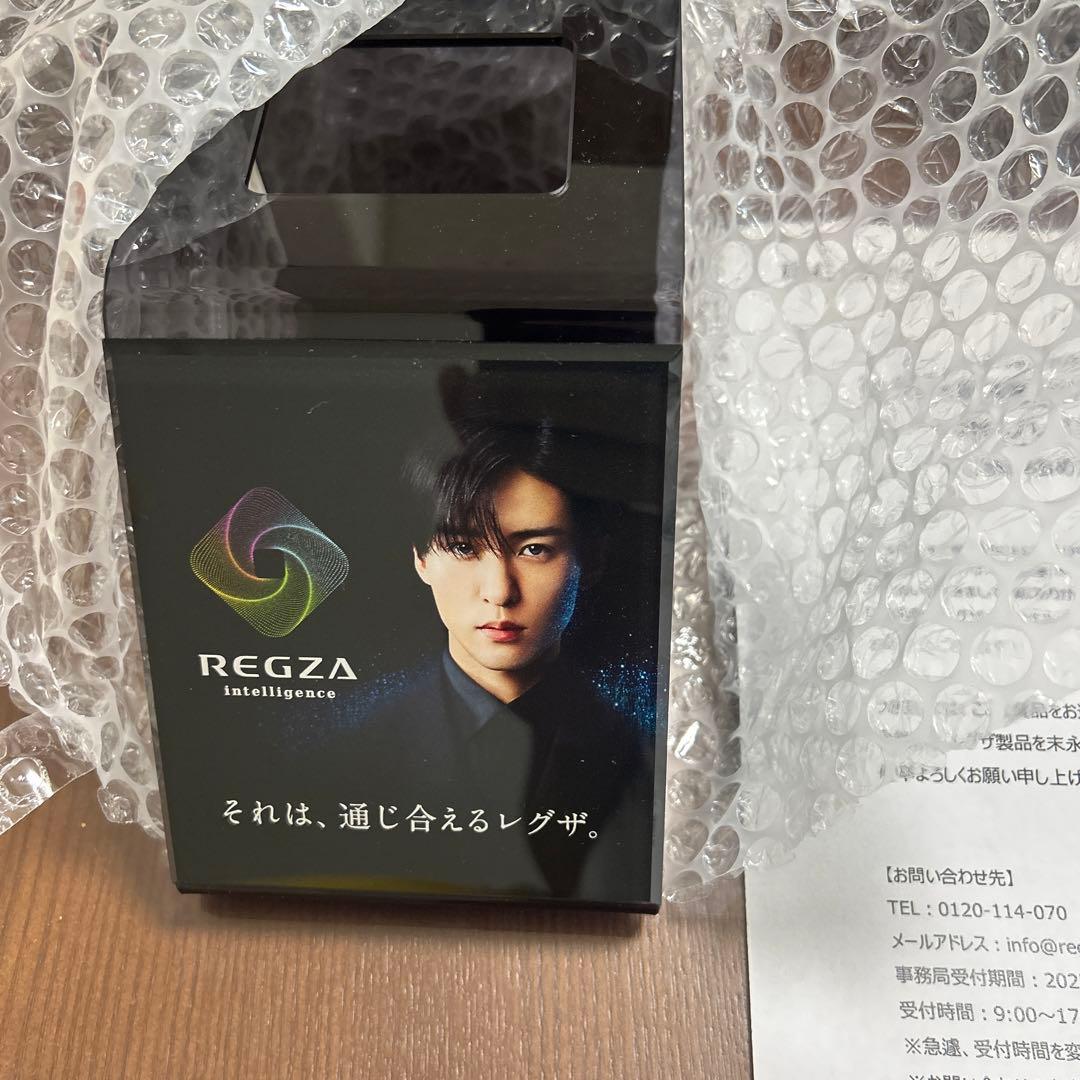 REGZA
intelligence
それは、通じ合えるレグザ。
製品をお
ザ製品を末永
よろしくお願い申し上げ
【お問い合わせ先】
TEL：0120-114-070
メールアドレス：info@re
事務局受付期間：202
受付時間：9:00～17
※急遽、受付時間を変